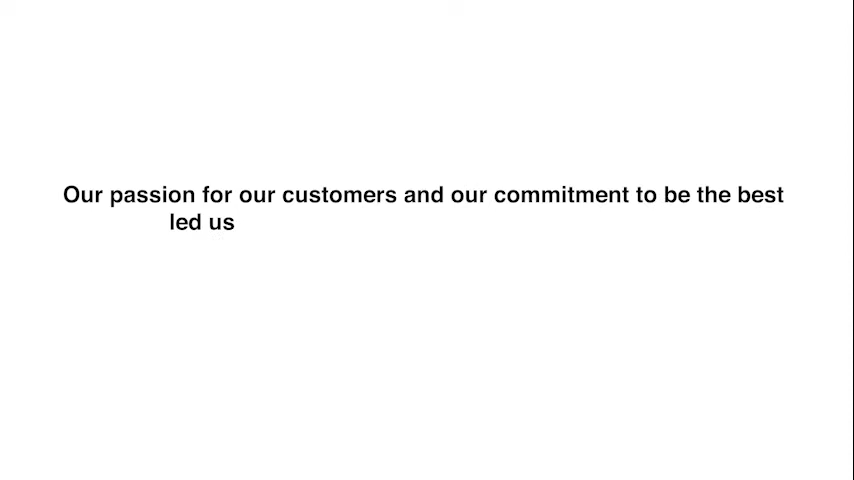 Our passion for our customers and our commitment to be the best
led us